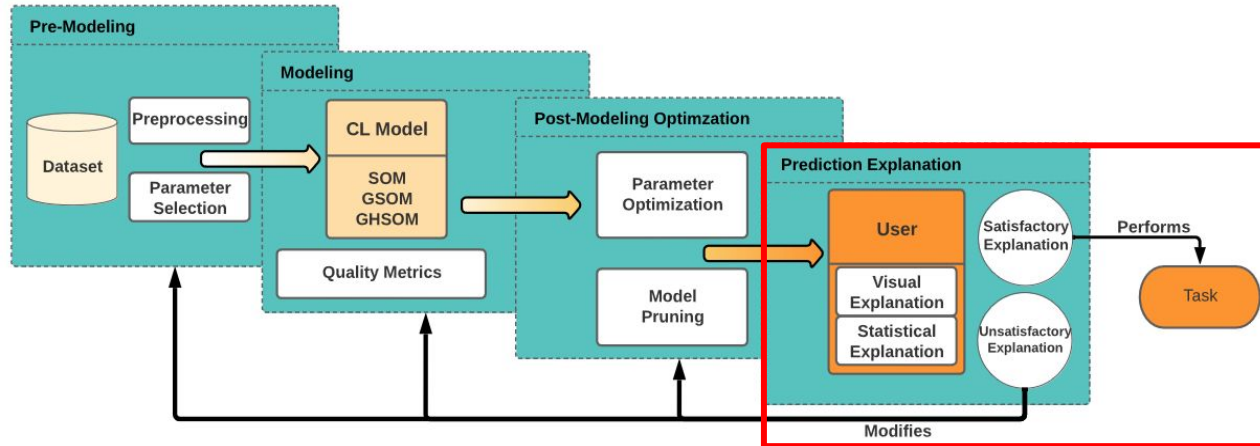 Pre-Modeling
Dataset
Preprocessing
Parameter
Selection
Modeling
CL Model
SOM
GSOM
GHSOM
Quality Metrics
Post-Modeling Optimzation
Parameter
Optimization
Model
Pruning
Prediction Explanation
User
Visual
Explanation
Statistical
Explanation
Satisfactory
Explanation
Unsatisfactory
Explanation
Performs
Task
Modifies